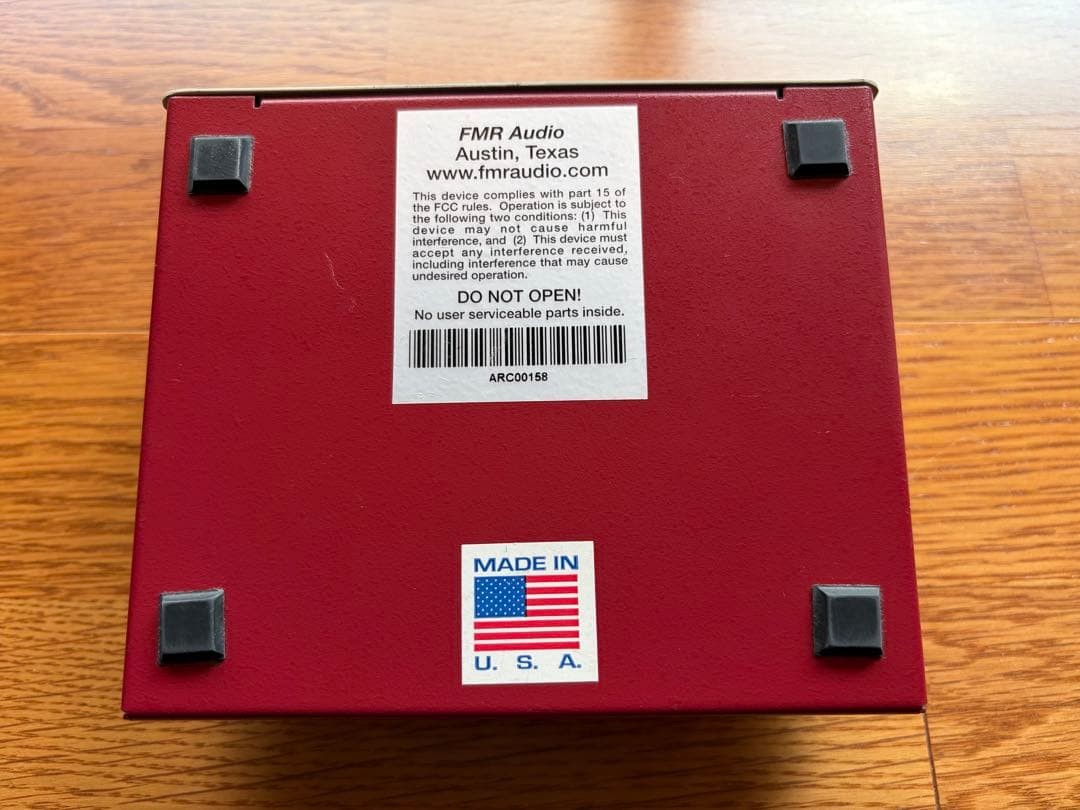 FMR Audio
Austin, Texas
www.fmraudio.com
This device complies with part 15 of
the FCC rules. Operation is subject to
the following two conditions: (1) This
device may not cause harmful
interference, and (2) This device must
accept any interference received,
including interference that may cause
undesired operation.
DO NOT OPEN!
No user serviceable parts inside.
ARC00158
MADE IN
U. S. A.